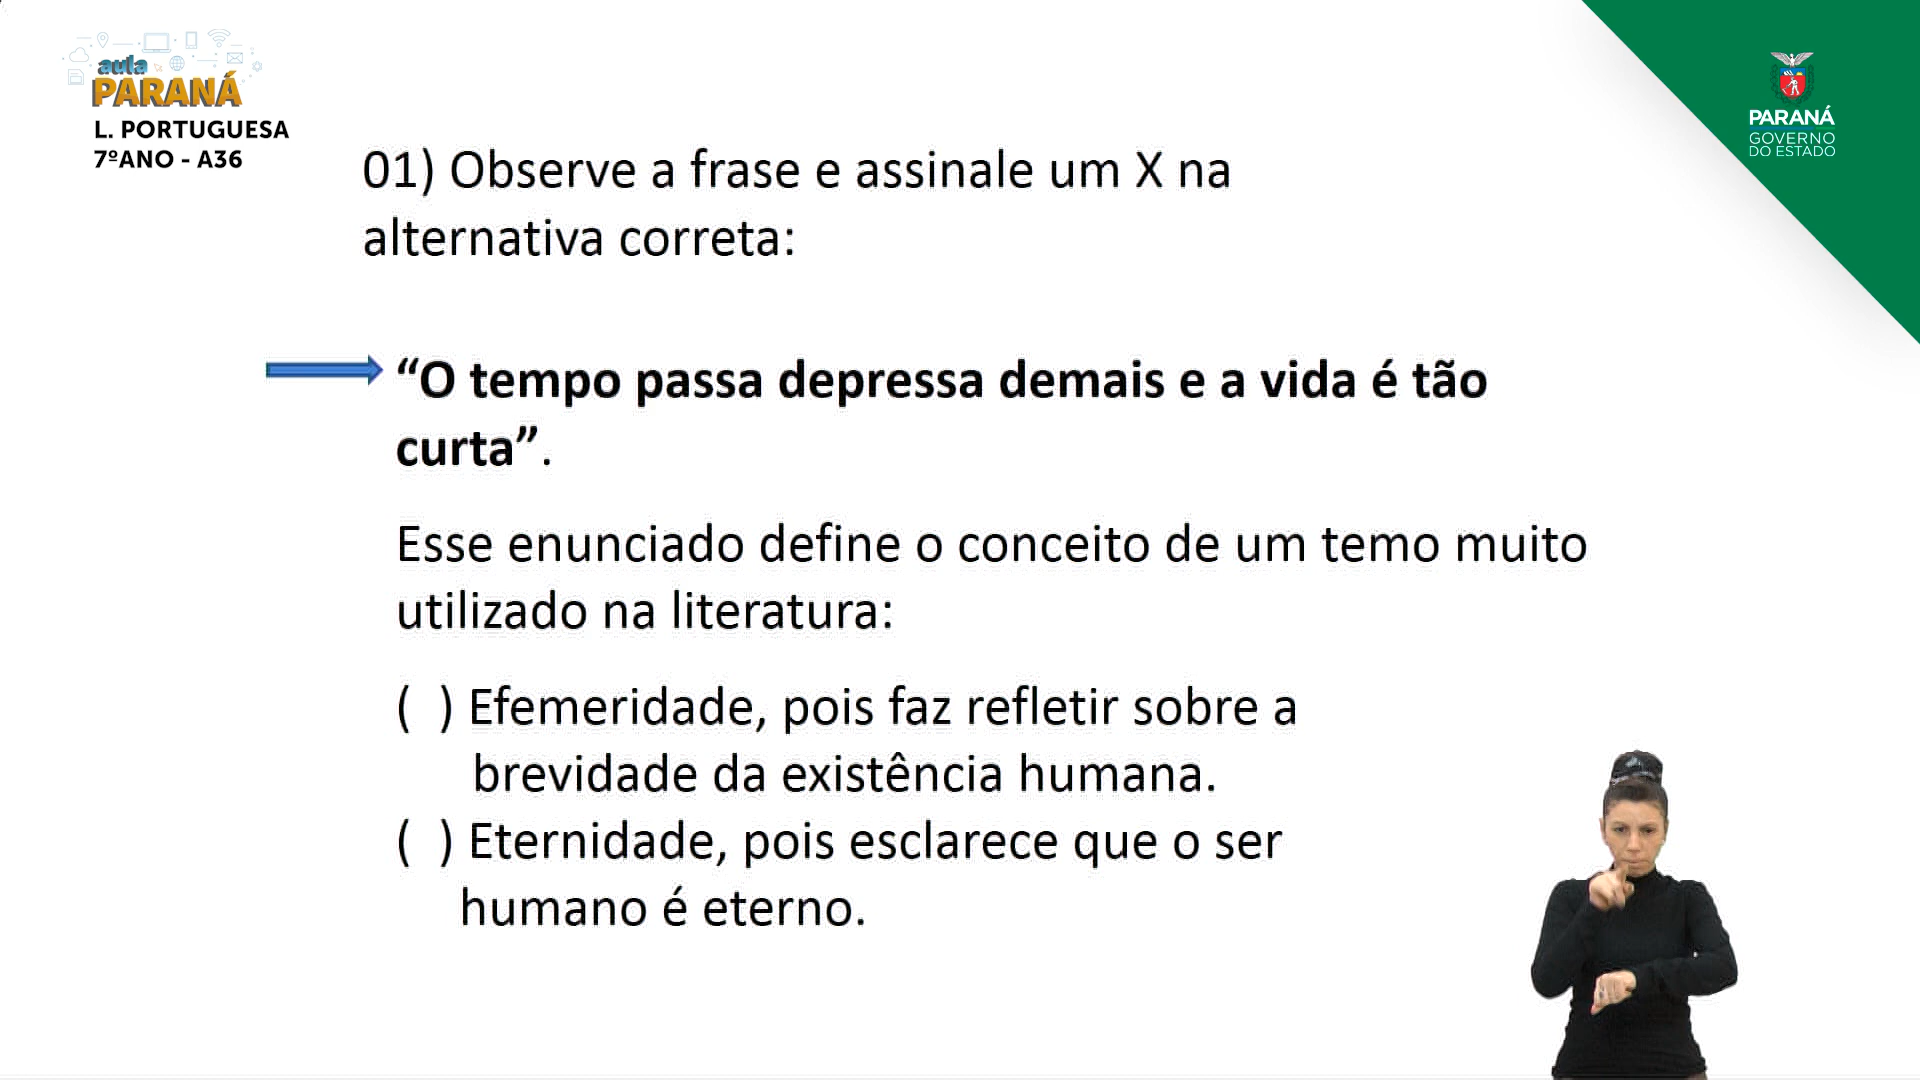 aula
PARANÁ
L. PORTUGUESA
7ºANO - A36
PARANÁ
GOVERNO
DO ESTADO
01) Observe a frase e assinale um X na
alternativa correta:
“O tempo passa depressa demais e a vida é tão
curta”.
Esse enunciado define o conceito de um temo muito
utilizado na literatura:
( ) Efemeridade, pois faz refletir sobre a
brevidade da existência humana.
( ) Eternidade, pois esclarece que o ser
humano é eterno.